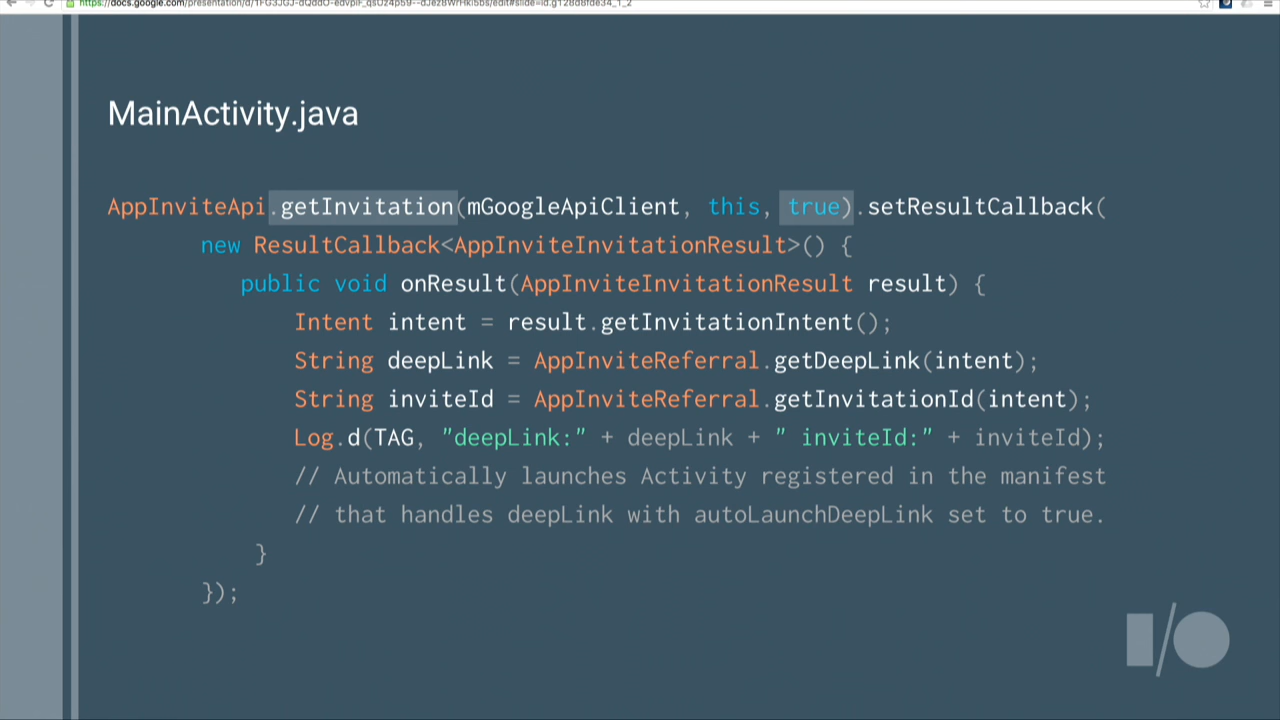 MainActivity.java
AppInviteApi.getInvitation(mGoogleApiClient, this, true).setResultCallback(
new ResultCallback<AppInviteInvitationResult>() {
public void onResult(AppInviteInvitationResult result) {
Intent intent = result.getInvitationIntent();
String deepLink = AppInviteReferral.getDeepLink(intent);
String inviteId = AppInviteReferral.getInvitationId(intent);
Log.d(TAG, "deepLink:" + deepLink + " inviteId:" + inviteId);
// Automatically launches Activity registered in the manifest
// that handles deepLink with autoLaunchDeepLink set to true.
}
});
I/O